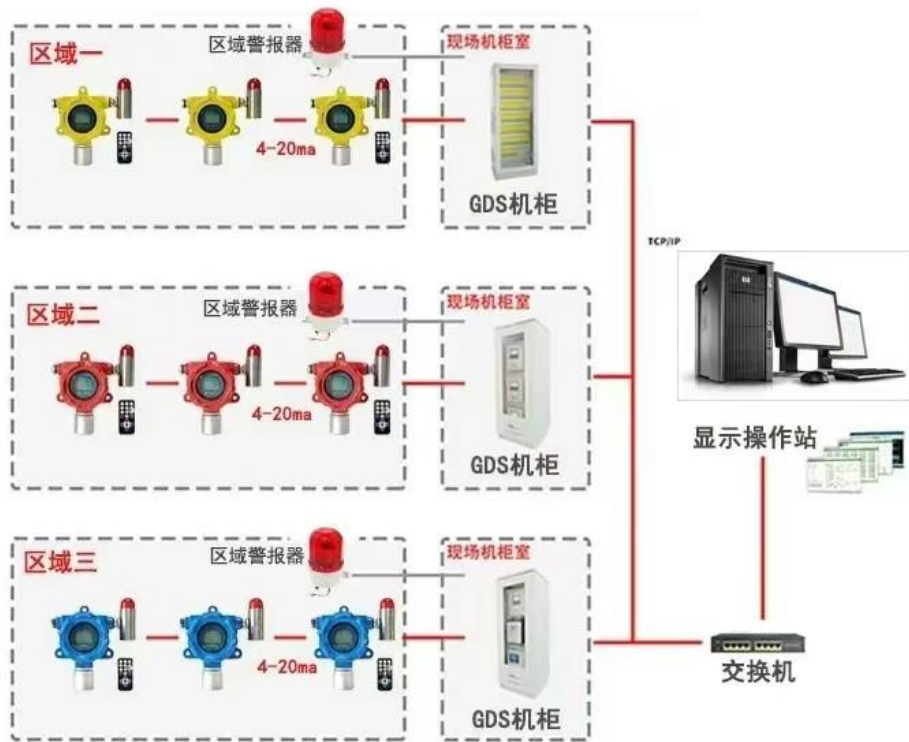 区域一
区域警报器
现场机柜室
4-20ma
GDS机柜
TCP/IP
区域二
区域警报器
现场机柜室
4-20ma
GDS机柜
显示操作站
区域三
区域警报器
现场机柜室
4-20ma
GDS机柜
交换机